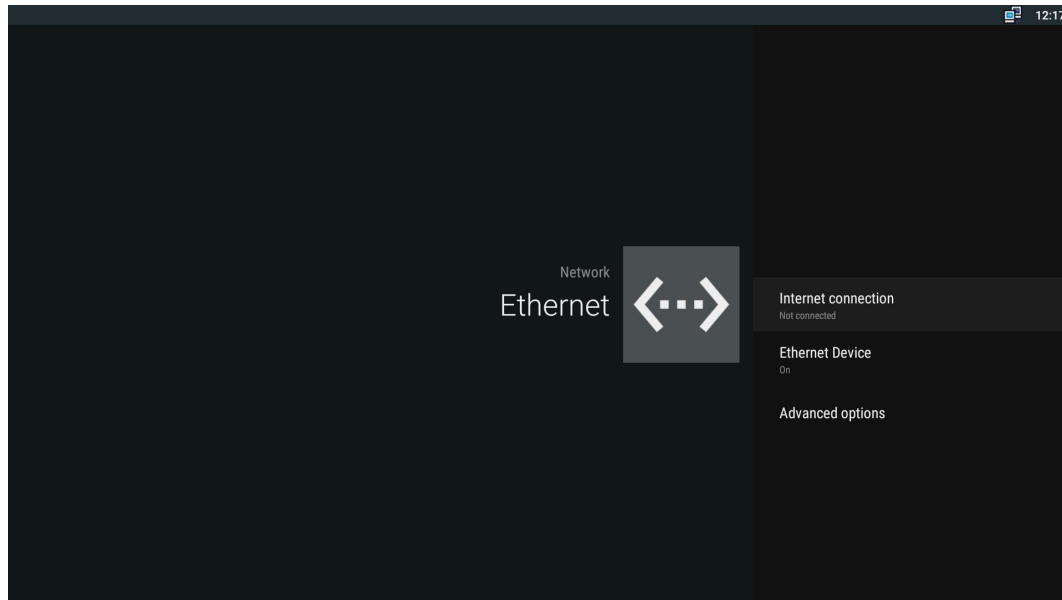 12:17
Network
Ethernet
Internet connection
Not connected
Ethernet Device
On
Advanced options